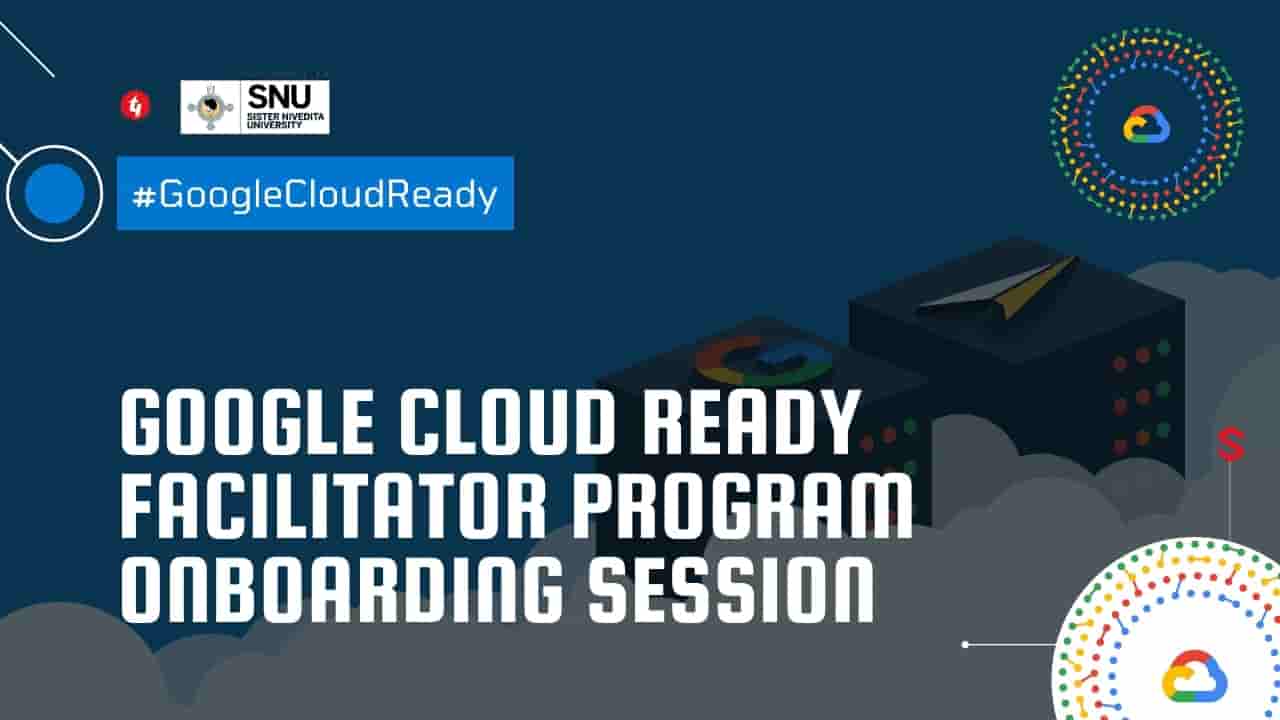 SNU
SISTER NIVEDITA
UNIVERSITY
#GoogleCloudReady
GOOGLE CLOUD READY
FACILITATOR PROGRAM
ONBOARDING SESSION
$